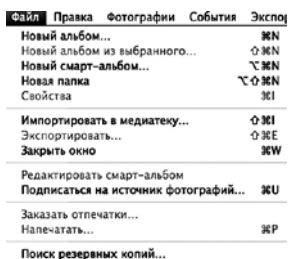 Файл Правка Фотографии События Экспор
Новый альбом... ⌘N
Новый альбом из выбранного... ⇧⌘N
Новый смарт-альбом... ⌥⌘N
Новая папка ⌥⇧⌘N
Свойства ⌘I
Импортировать в медиатеку... ⇧⌘I
Экспортировать... ⇧⌘E
Закрыть окно ⌘W
Редактировать смарт-альбом
Подписаться на источник фотографий... ⌘U
Заказать отпечатки...
Напечатать... ⌘P
Поиск резервных копий...